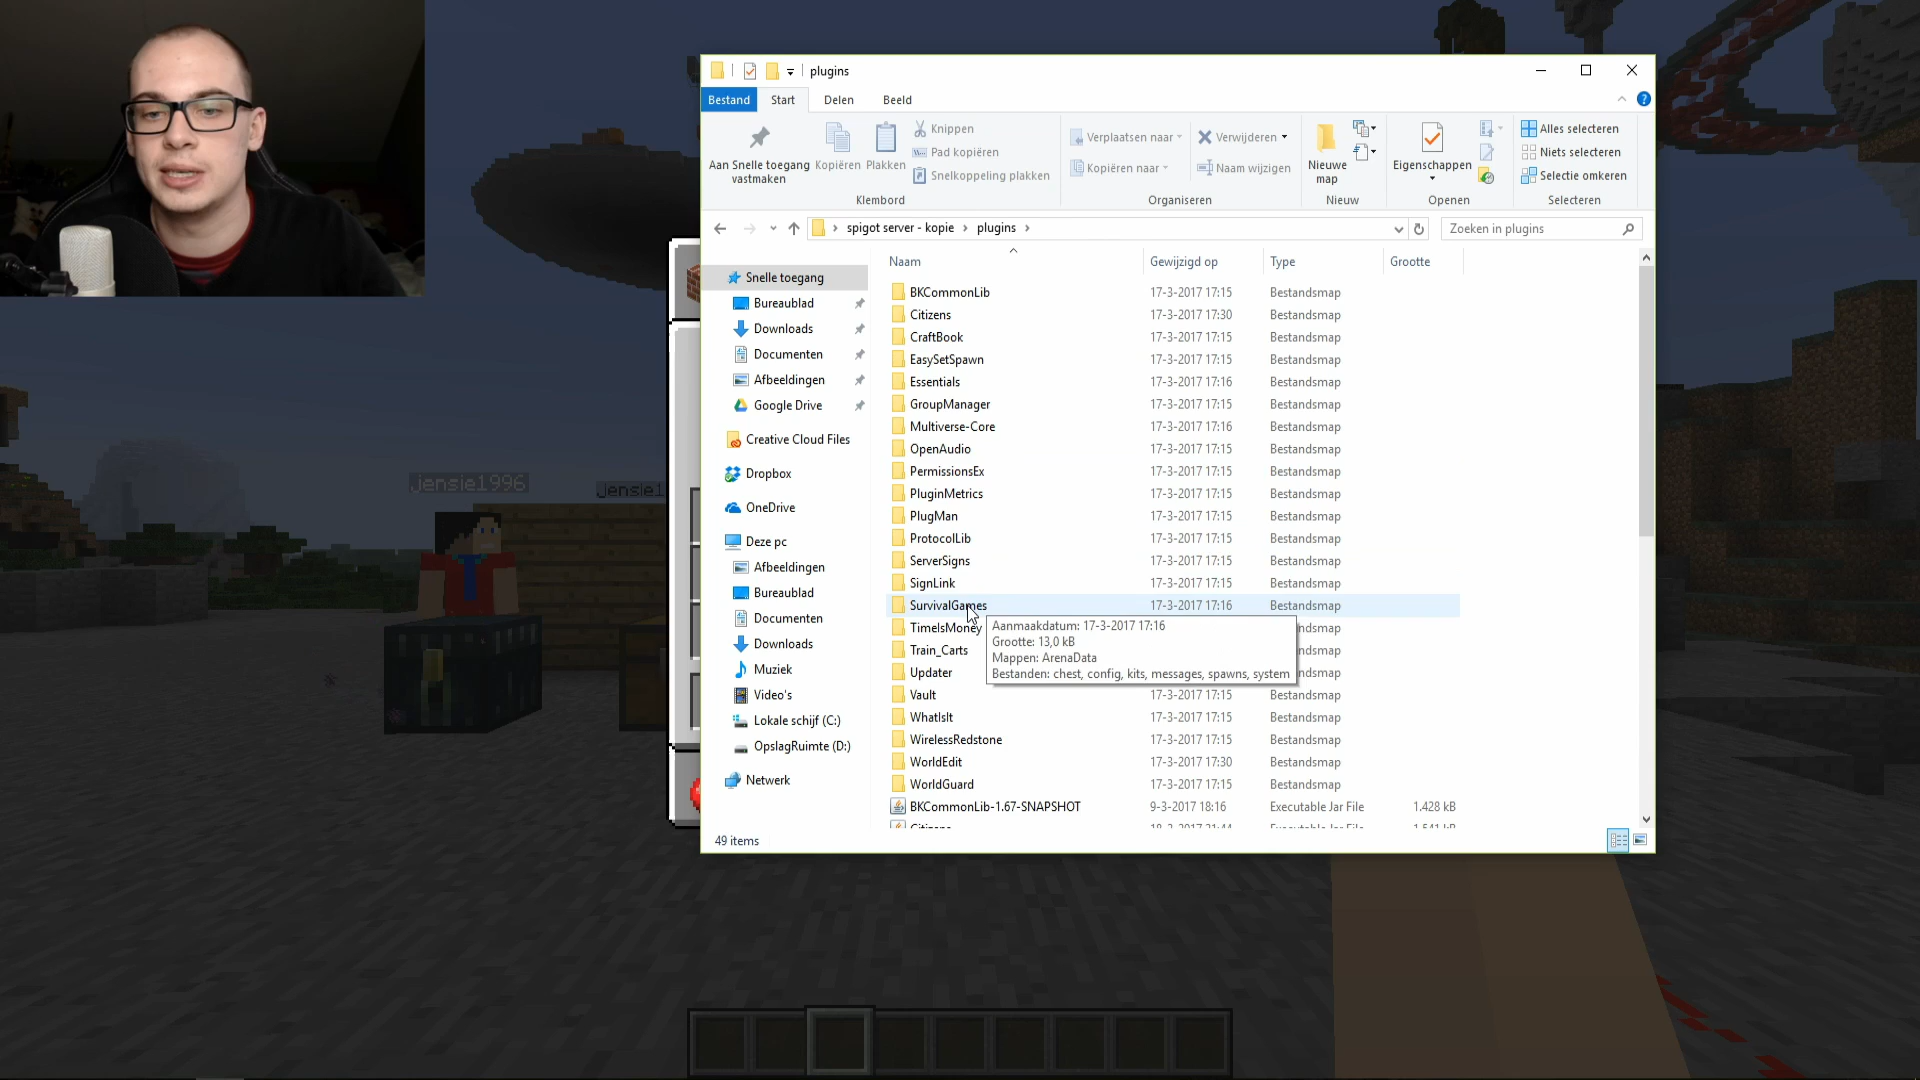 plugins
Bestand Start Delen Beeld
Aan Snelle toegang vastmaken
Kopiëren
Plakken
Knippen
Pad kopiëren
Snelkoppeling plakken
Klembord
Verplaatsen naar
Kopiëren naar
Verwijderen
Naam wijzigen
Organiseren
Nieuwe map
Nieuw
Eigenschappen
Openen
Alles selecteren
Niets selecteren
Selectie omkeren
Selecteren
spigot server - kopie › plugins ›
Zoeken in plugins
Snelle toegang
Bureaublad
Downloads
Documenten
Afbeeldingen
Google Drive
Creative Cloud Files
Dropbox
OneDrive
Deze pc
Afbeeldingen
Bureaublad
Documenten
Downloads
Muziek
Video's
Lokale schijf (C:)
OpslagRuimte (D:)
Netwerk
Naam Gewijzigd op Type Grootte
BKCommonLib 17-3-2017 17:15 Bestandsmap
Citizens 17-3-2017 17:30 Bestandsmap
CraftBook 17-3-2017 17:15 Bestandsmap
EasySetSpawn 17-3-2017 17:15 Bestandsmap
Essentials 17-3-2017 17:16 Bestandsmap
GroupManager 17-3-2017 17:15 Bestandsmap
Multiverse-Core 17-3-2017 17:16 Bestandsmap
OpenAudio 17-3-2017 17:15 Bestandsmap
PermissionsEx 17-3-2017 17:15 Bestandsmap
PluginMetrics 17-3-2017 17:15 Bestandsmap
PlugMan 17-3-2017 17:15 Bestandsmap
ProtocolLib 17-3-2017 17:15 Bestandsmap
ServerSigns 17-3-2017 17:15 Bestandsmap
SignLink 17-3-2017 17:15 Bestandsmap
SurvivalGames 17-3-2017 17:16 Bestandsmap
TimeIsMoney ndsmap
Train_Carts ndsmap
Updater ndsmap
Aanmaakdatum: 17-3-2017 17:16
Grootte: 13,0 kB
Mappen: ArenaData
Bestanden: chest, config, kits, messages, spawns, system
Vault 17-3-2017 17:15 Bestandsmap
WhatIsIt 17-3-2017 17:15 Bestandsmap
WirelessRedstone 17-3-2017 17:15 Bestandsmap
WorldEdit 17-3-2017 17:30 Bestandsmap
WorldGuard 17-3-2017 17:15 Bestandsmap
BKCommonLib-1.67-SNAPSHOT 9-3-2017 18:16 Executable Jar File 1.428 kB
49 items
jensie1996
jensie1